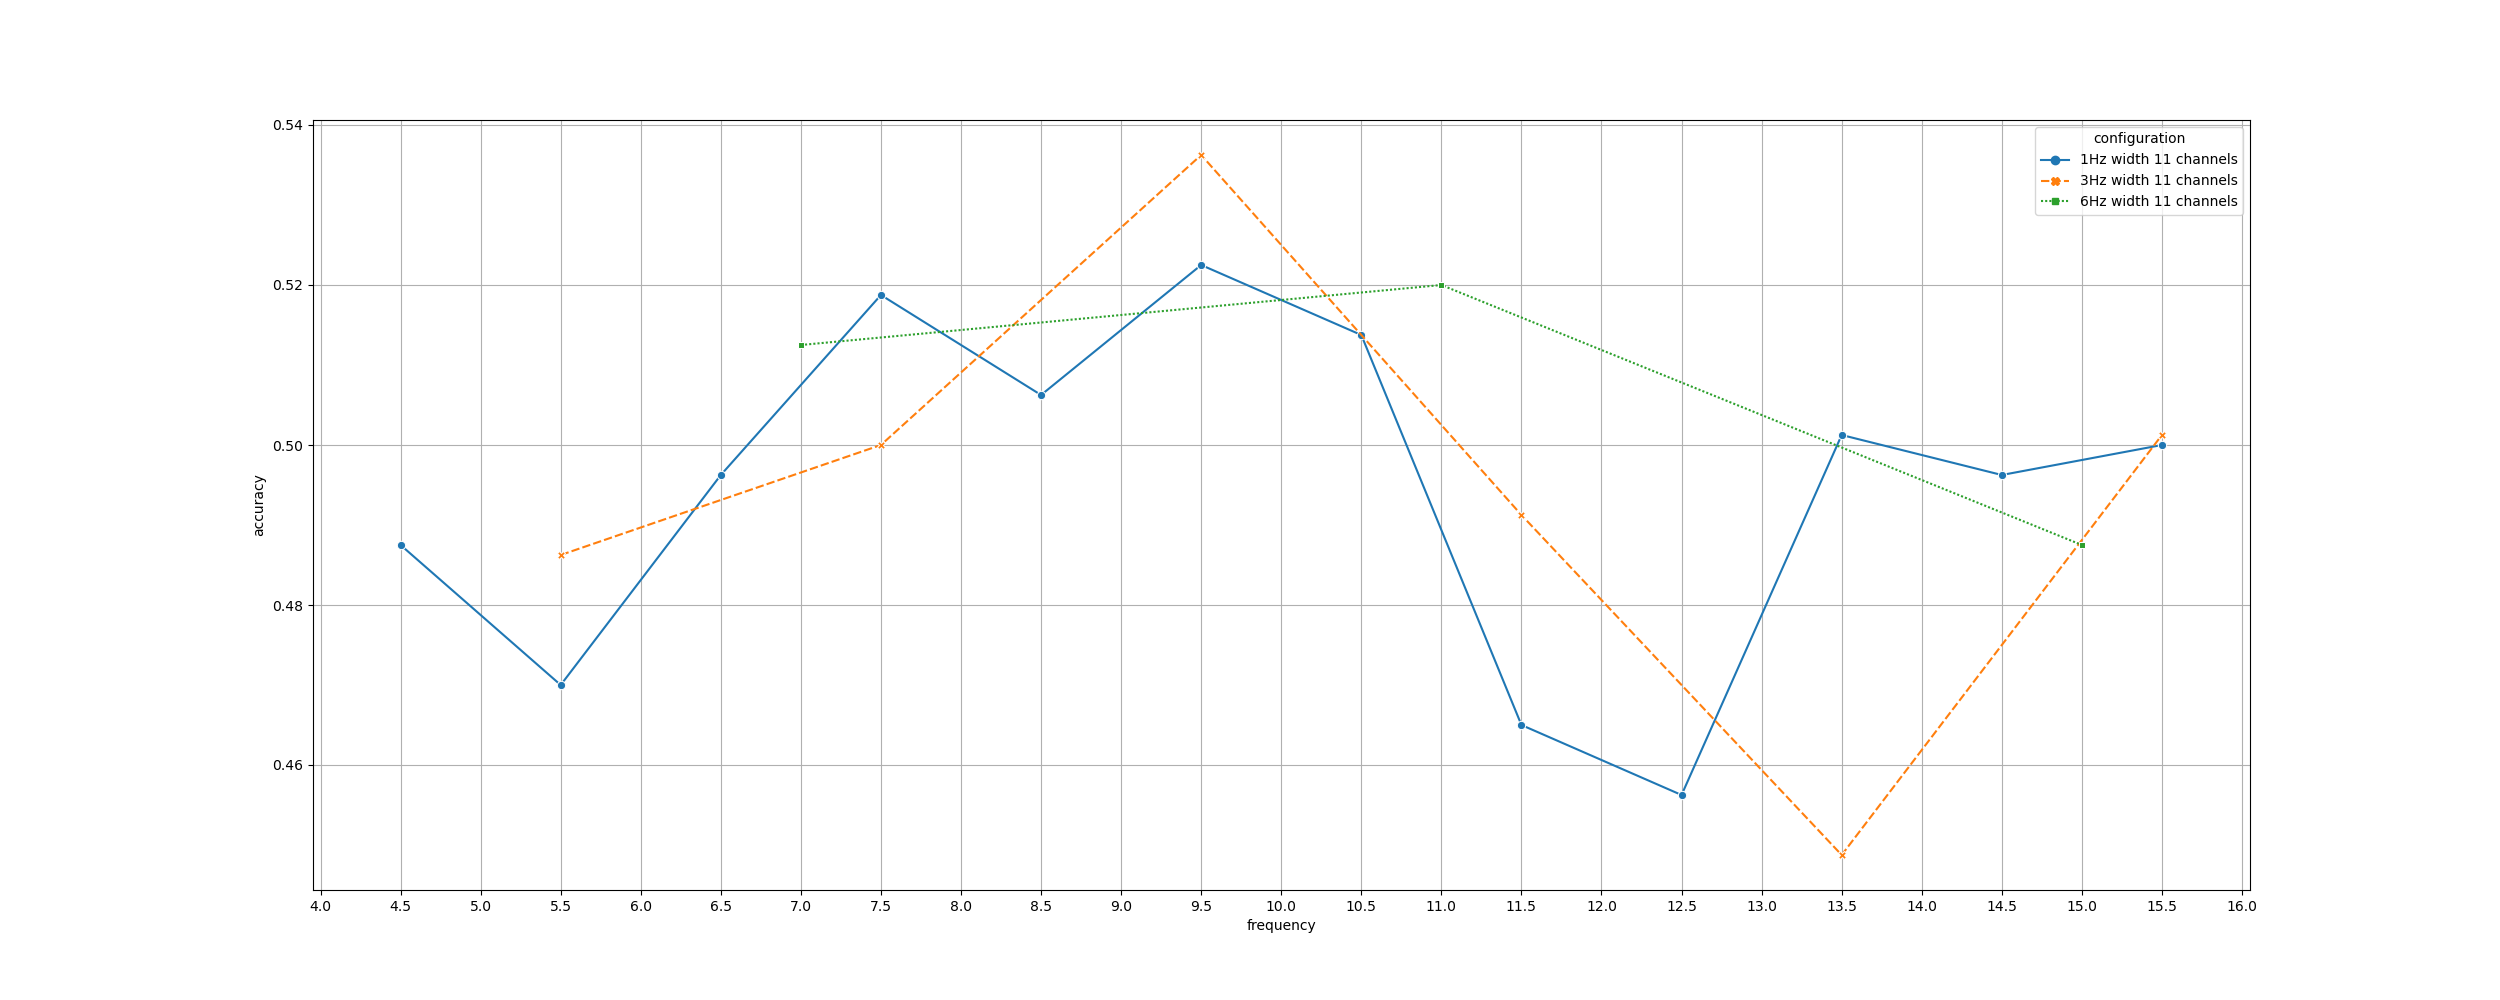 configuration
1Hz width 11 channels
3Hz width 11 channels
6Hz width 11 channels
accuracy
0.54
0.52
0.50
0.48
0.46
4.0 4.5 5.0 5.5 6.0 6.5 7.0 7.5 8.0 8.5 9.0 9.5 10.0 10.5 11.0 11.5 12.0 12.5 13.0 13.5 14.0 14.5 15.0 15.5 16.0
frequency